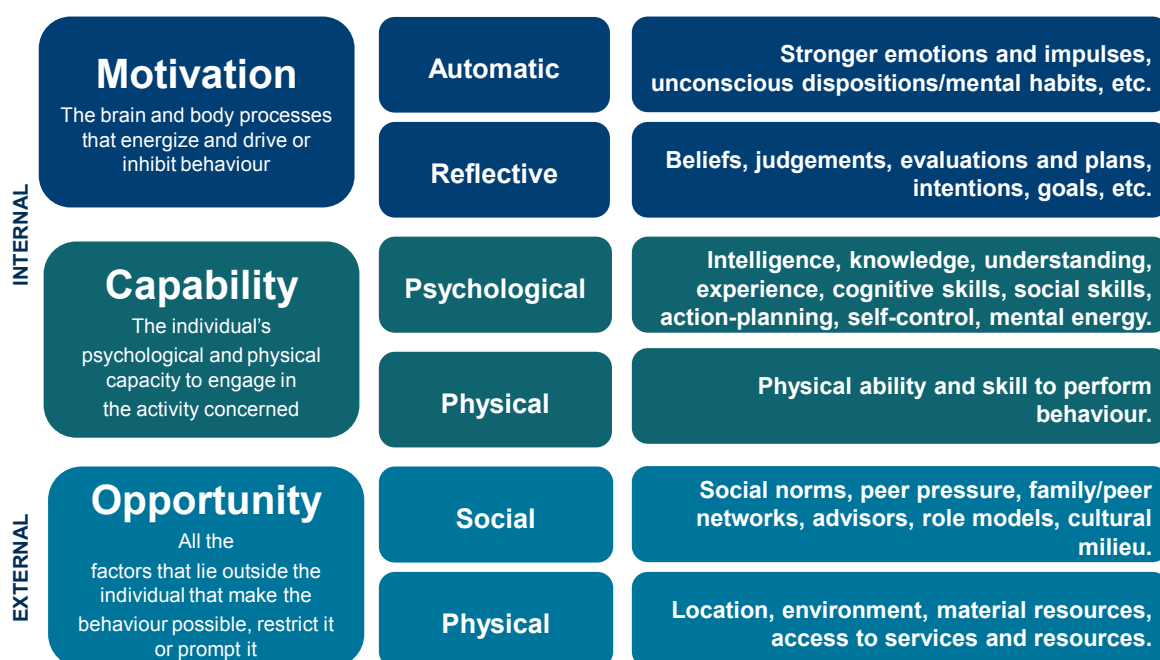 INTERNAL
Motivation
The brain and body processes
that energize and drive or
inhibit behaviour
Automatic
Stronger emotions and impulses,
unconscious dispositions/mental habits, etc.
Reflective
Beliefs, judgements, evaluations and plans,
intentions, goals, etc.
Capability
The individual's
psychological and physical
capacity to engage in
the activity concerned
Psychological
Intelligence, knowledge, understanding,
experience, cognitive skills, social skills,
action-planning, self-control, mental energy.
Physical
Physical ability and skill to perform
behaviour.
EXTERNAL
Opportunity
All the
factors that lie outside the
individual that make the
behaviour possible, restrict it
or prompt it
Social
Social norms, peer pressure, family/peer
networks, advisors, role models, cultural
milieu.
Physical
Location, environment, material resources,
access to services and resources.